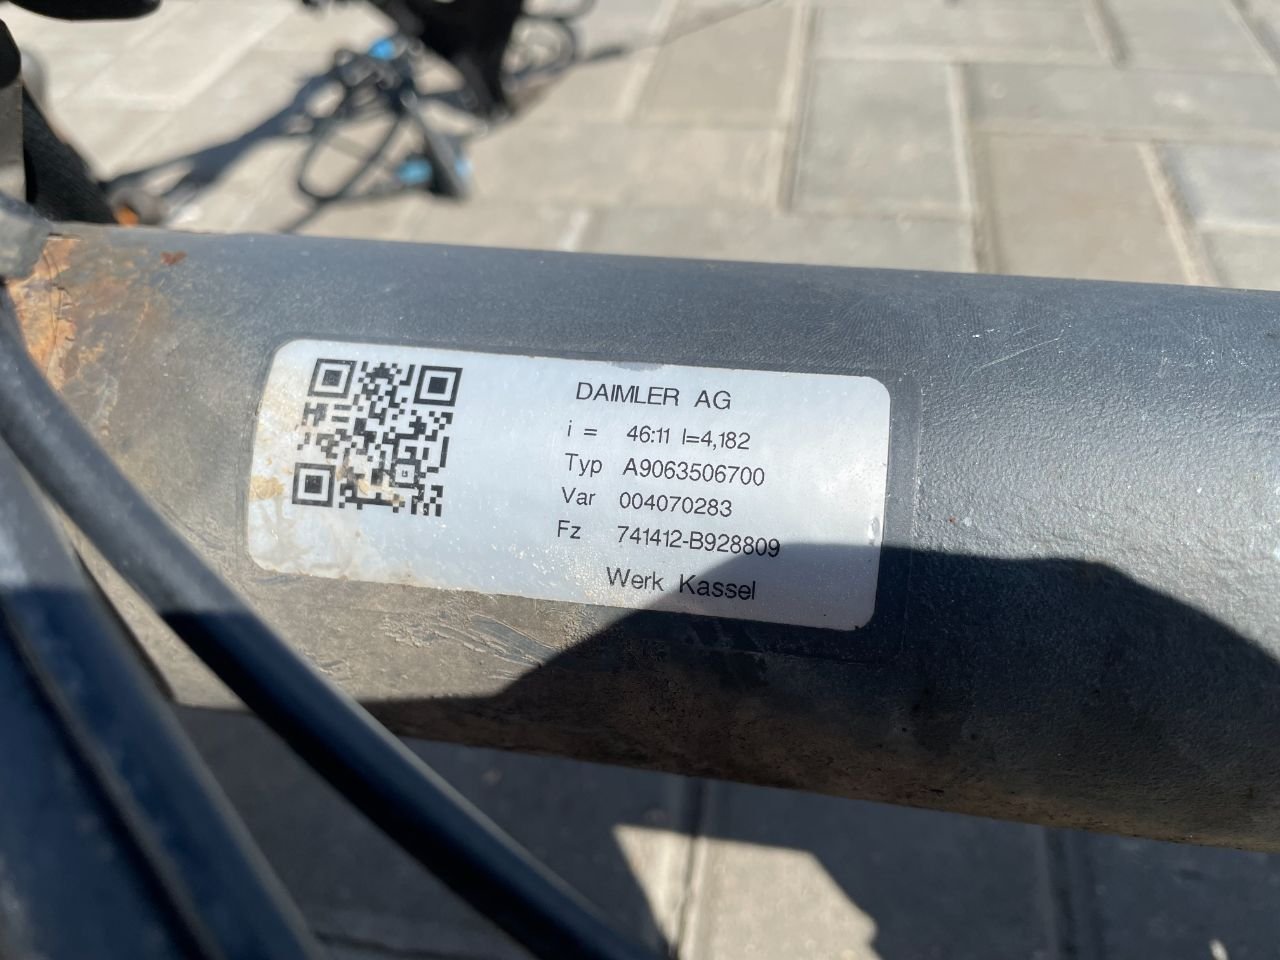 DAIMLER AG
i = 46:11 I=4,182
Typ A9063506700
Var 004070283
Fz 741412-B928809
Werk Kassel